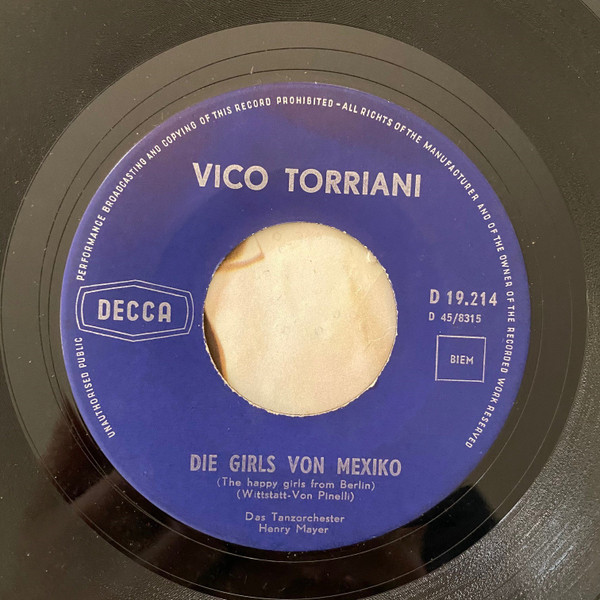 UNAUTHORISED PUBLIC PERFORMANCE BROADCASTING AND COPYING OF THIS RECORD PROHIBITED - ALL RIGHTS OF THE MANUFACTURER AND OF THE OWNER OF THE RECORDED WORK RESERVED
VICO TORRIANI
DECCA
D 19.214
D 45/8315
BIEM
DIE GIRLS VON MEXIKO
(The happy girls from Berlin)
(Wittstatt-Von Pinelli)
Das Tanzorchester
Henry Mayer